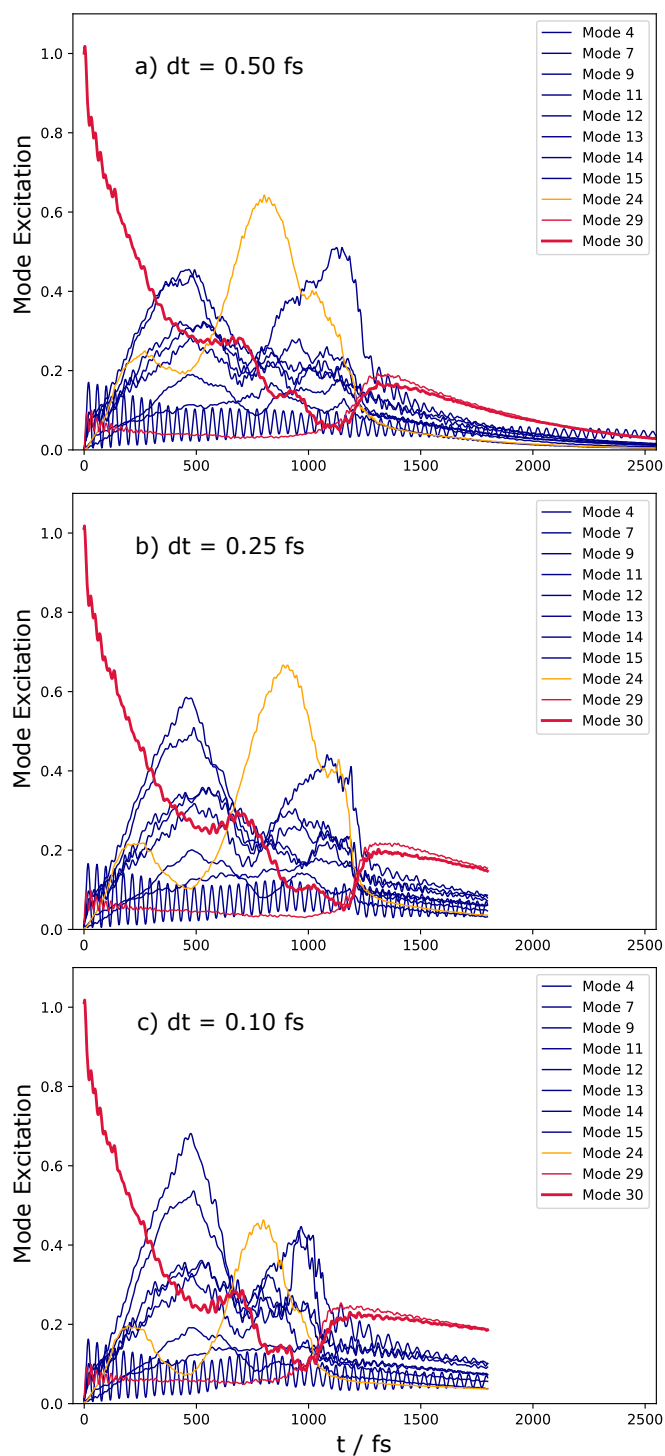 a) dt = 0.50 fs
Mode Excitation
1.0
0.8
0.6
0.4
0.2
0.0
0
500
1000
1500
2000
2500
Mode 4
Mode 7
Mode 9
Mode 11
Mode 12
Mode 13
Mode 14
Mode 15
Mode 24
Mode 29
Mode 30
b) dt = 0.25 fs
Mode Excitation
1.0
0.8
0.6
0.4
0.2
0.0
0
500
1000
1500
2000
2500
Mode 4
Mode 7
Mode 9
Mode 11
Mode 12
Mode 13
Mode 14
Mode 15
Mode 24
Mode 29
Mode 30
c) dt = 0.10 fs
Mode Excitation
1.0
0.8
0.6
0.4
0.2
0.0
0
500
1000
1500
2000
2500
Mode 4
Mode 7
Mode 9
Mode 11
Mode 12
Mode 13
Mode 14
Mode 15
Mode 24
Mode 29
Mode 30
t / fs